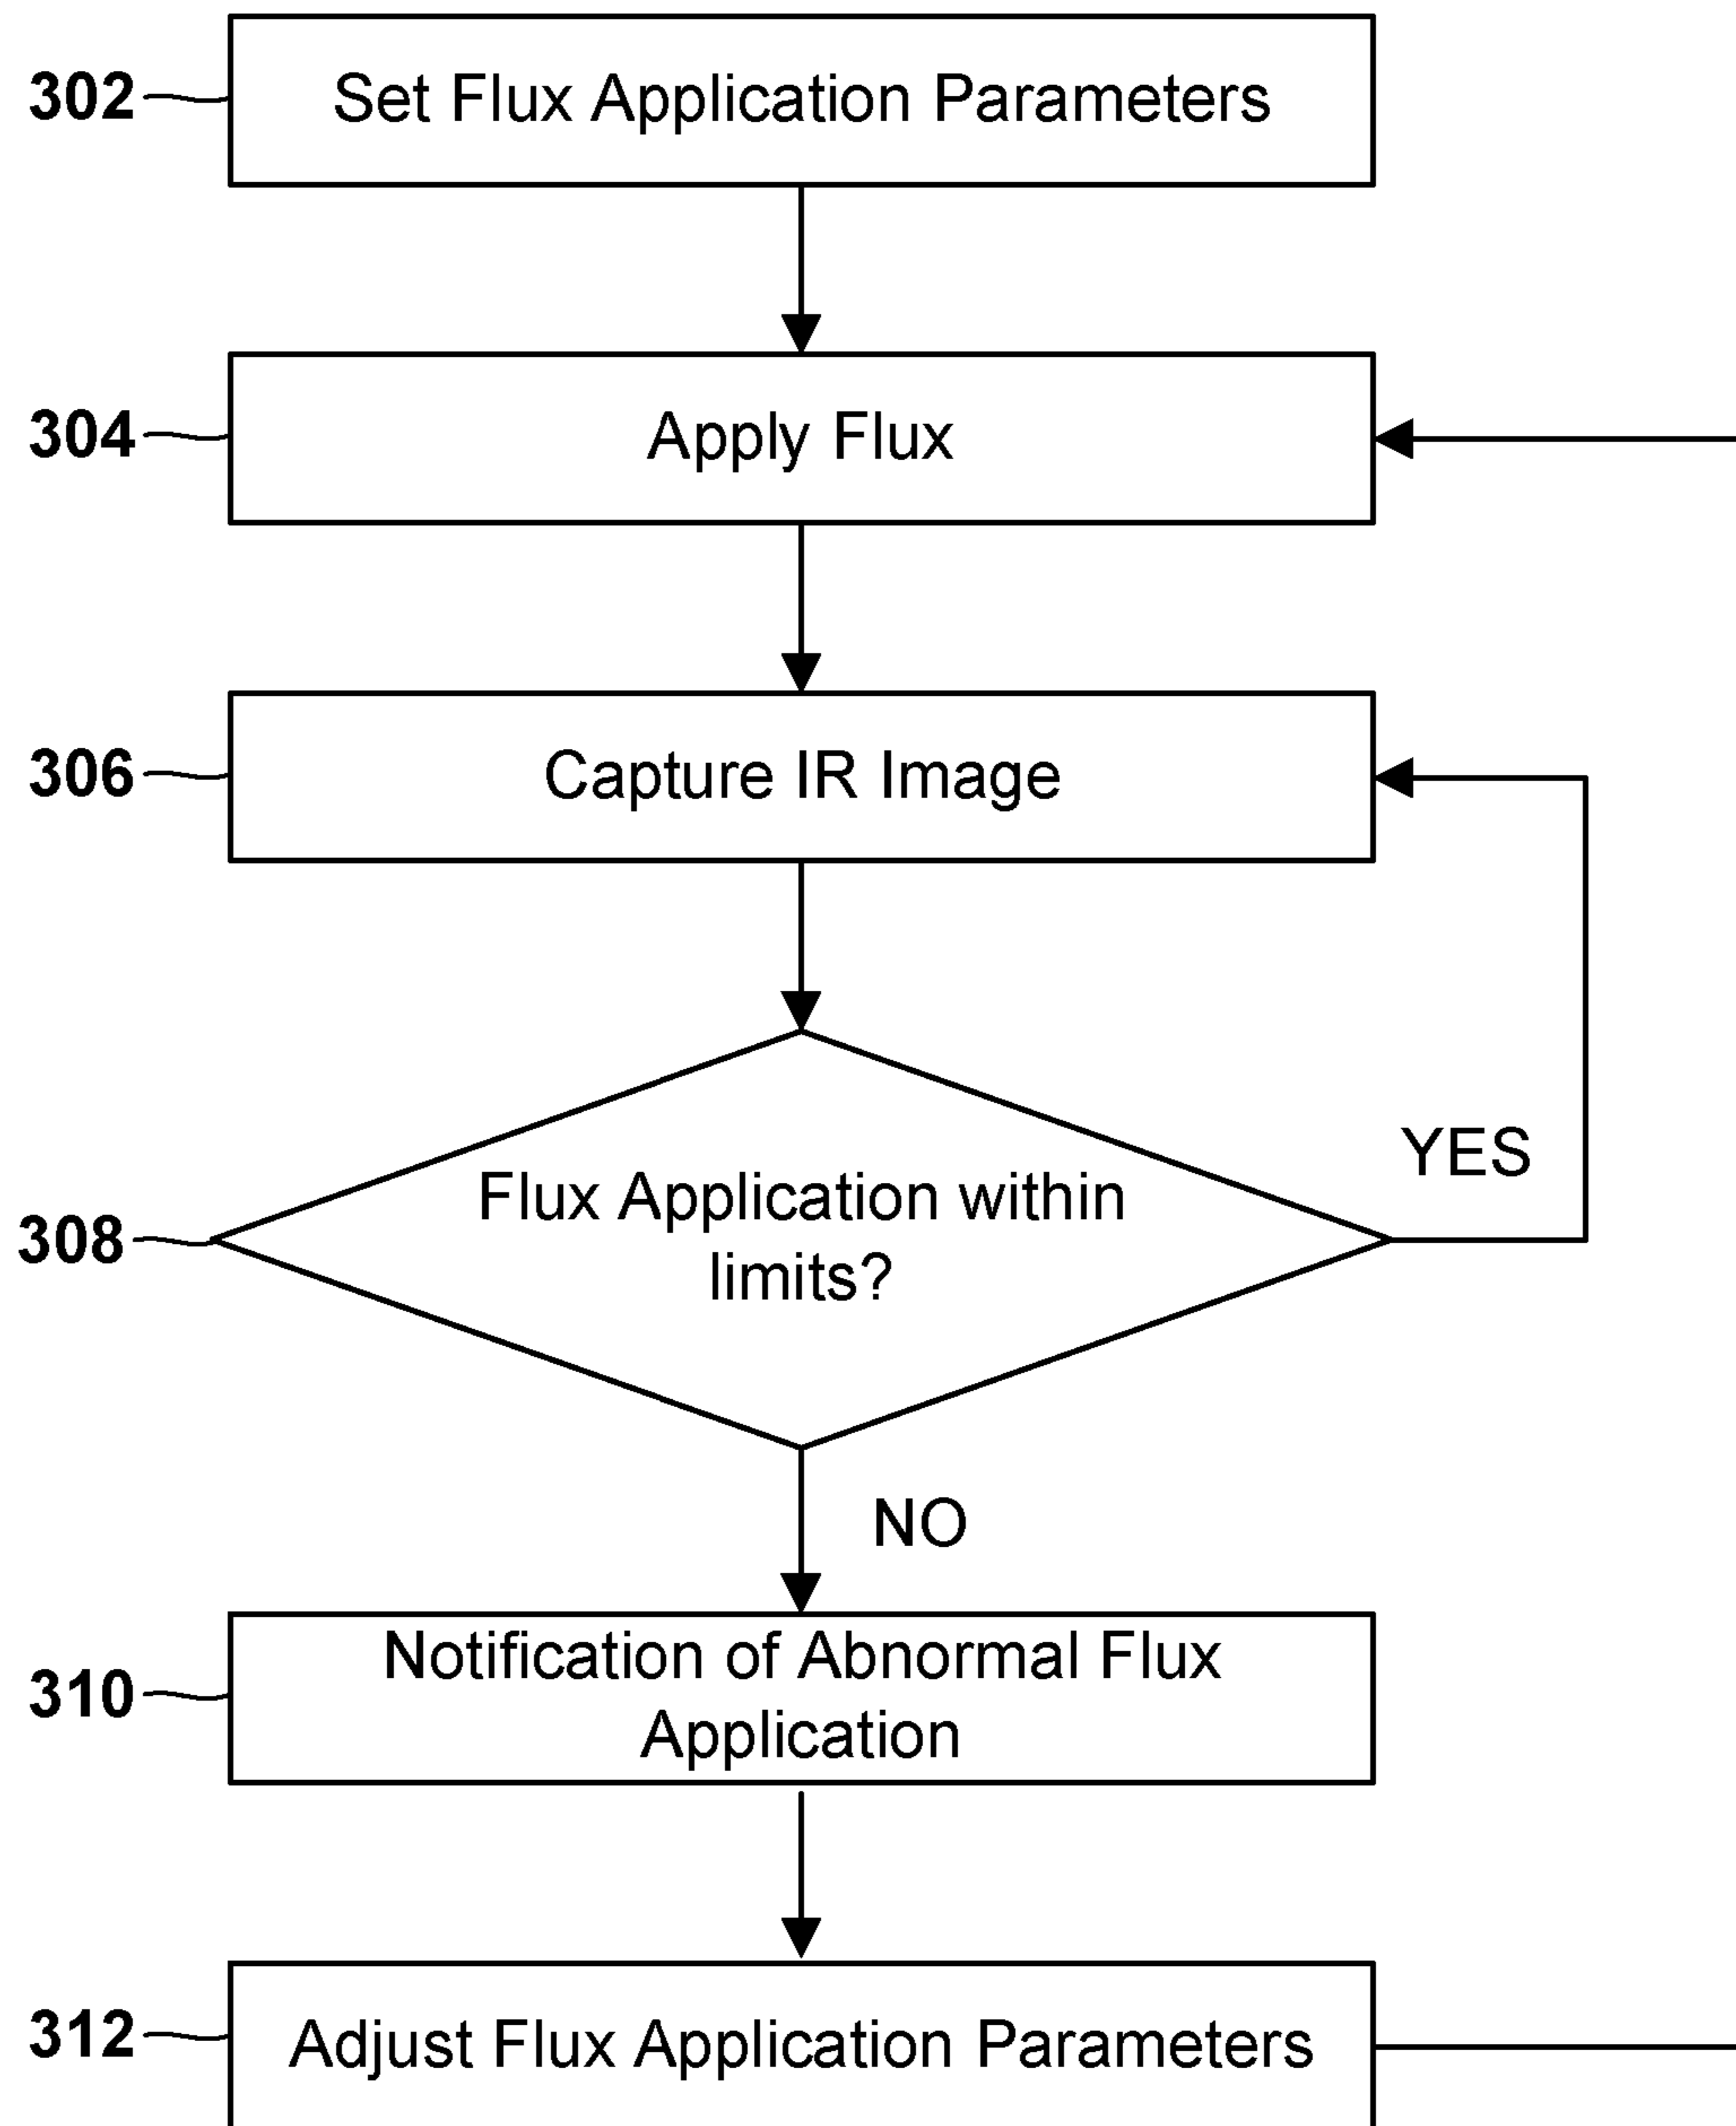 302
Set Flux Application Parameters
304
Apply Flux
306
Capture IR Image
308
Flux Application within
limits?
YES
NO
310
Notification of Abnormal Flux
Application
312
Adjust Flux Application Parameters